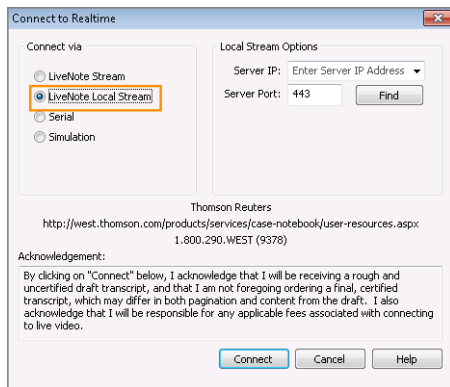 Connect to Realtime
Connect via
LiveNote Stream
LiveNote Local Stream
Serial
Simulation
Local Stream Options
Server IP: Enter Server IP Address
Server Port: 443 Find
Thomson Reuters
http://west.thomson.com/products/services/case-notebook/user-resources.aspx
1.800.290.WEST (9378)
Acknowledgement:
By clicking on "Connect" below, I acknowledge that I will be receiving a rough and
uncertified draft transcript, and that I am not foregoing ordering a final, certified
transcript, which may differ in both pagination and content from the draft. I also
acknowledge that I will be responsible for any applicable fees associated with connecting
to live video.
Connect Cancel Help